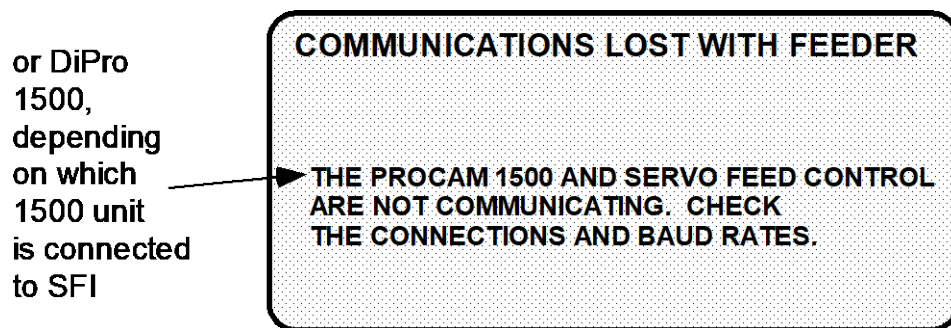 or DiPro
1500,
depending
on which
1500 unit
is connected
to SFI
COMMUNICATIONS LOST WITH FEEDER
THE PROCAM 1500 AND SERVO FEED CONTROL
ARE NOT COMMUNICATING. CHECK
THE CONNECTIONS AND BAUD RATES.